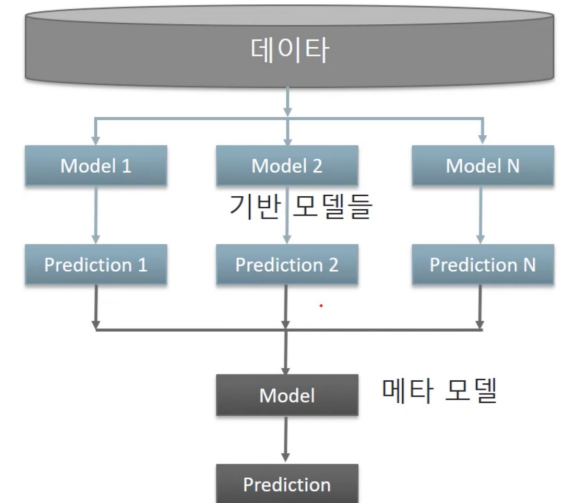 데이타
Model 1 Model 2 Model N
기반 모델들
Prediction 1 Prediction 2 Prediction N
Model 메타 모델
Prediction